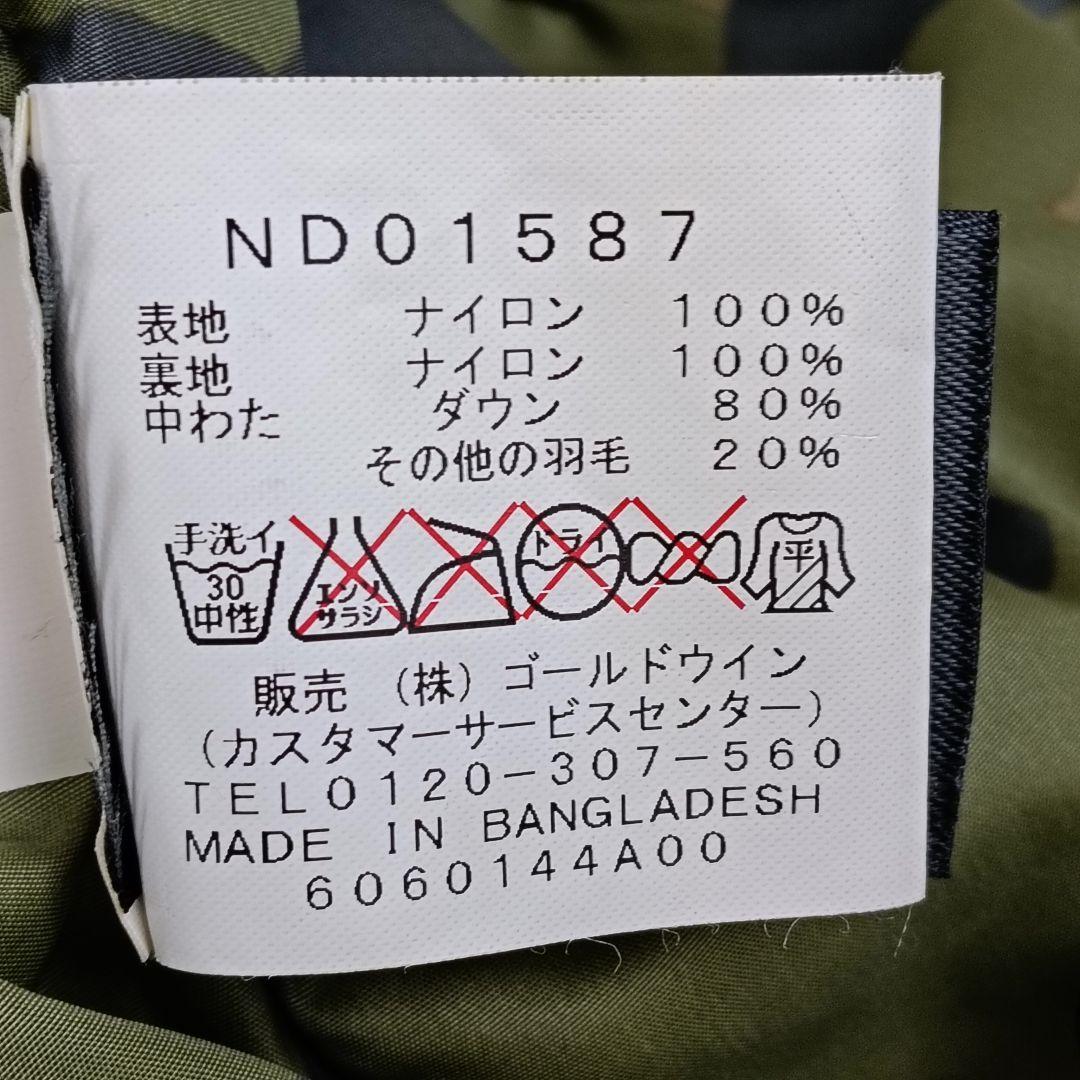 ND01587
表地 ナイロン 100%
裏地 ナイロン 100%
中わた ダウン 80%
その他の羽毛 20%
手洗イ
30
中性
エンソ
サラシ
ドライ
平
販売 (株)ゴールドウイン
(カスタマーサービスセンター)
TEL0120-307-560
MADE IN BANGLADESH
6060144A00